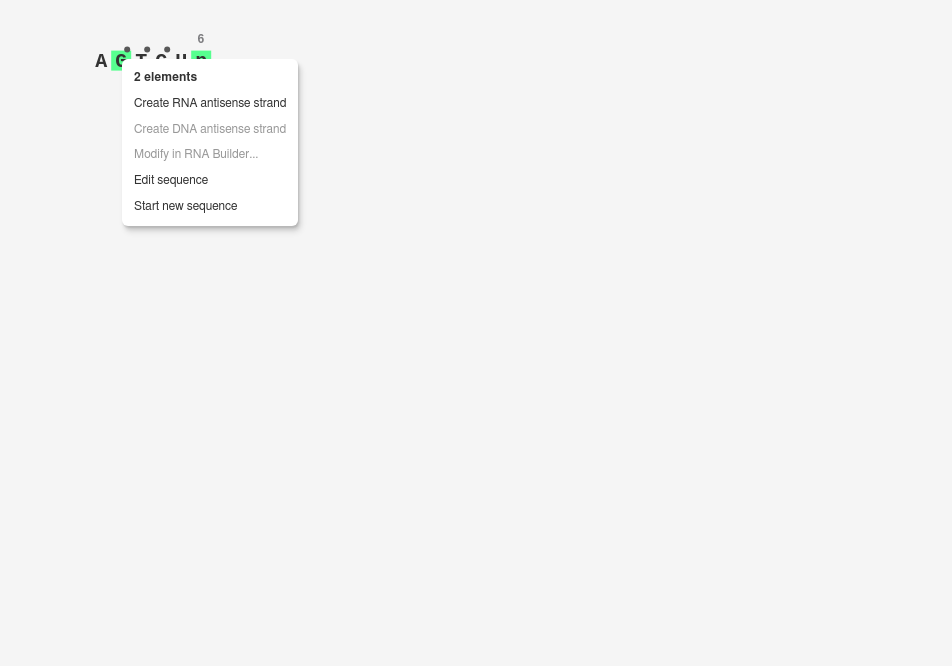 6
A G T C U
2 elements
Create RNA antisense strand
Create DNA antisense strand
Modify in RNA Builder...
Edit sequence
Start new sequence